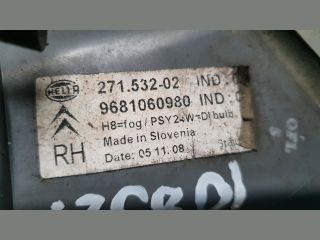 HELLA
271.532-02 IND
9681060980 IND
H8=fog/PSY24W=DI bulb
RH
Made in Slovenia
Date: 05 11. 08